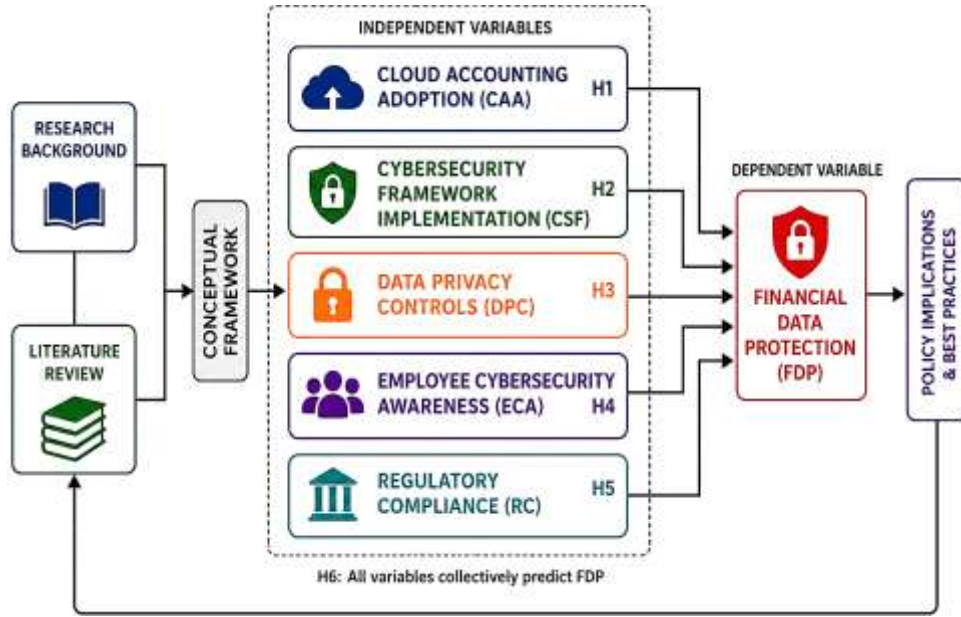 INDEPENDENT VARIABLES
RESEARCH
BACKGROUND
LITERATURE
REVIEW
CONCEPTUAL
FRAMEWORK
CLOUD ACCOUNTING
ADOPTION (CAA)
H1
CYBERSECURITY
FRAMEWORK
IMPLEMENTATION (CSF)
H2
DATA PRIVACY
CONTROLS (DPC)
H3
EMPLOYEE CYBERSECURITY
AWARENESS (ECA)
H4
REGULATORY
COMPLIANCE (RC)
H5
H6: All variables collectively predict FDP
DEPENDENT VARIABLE
FINANCIAL
DATA
PROTECTION
(FDP)
POLICY IMPLICATIONS
& BEST PRACTICES